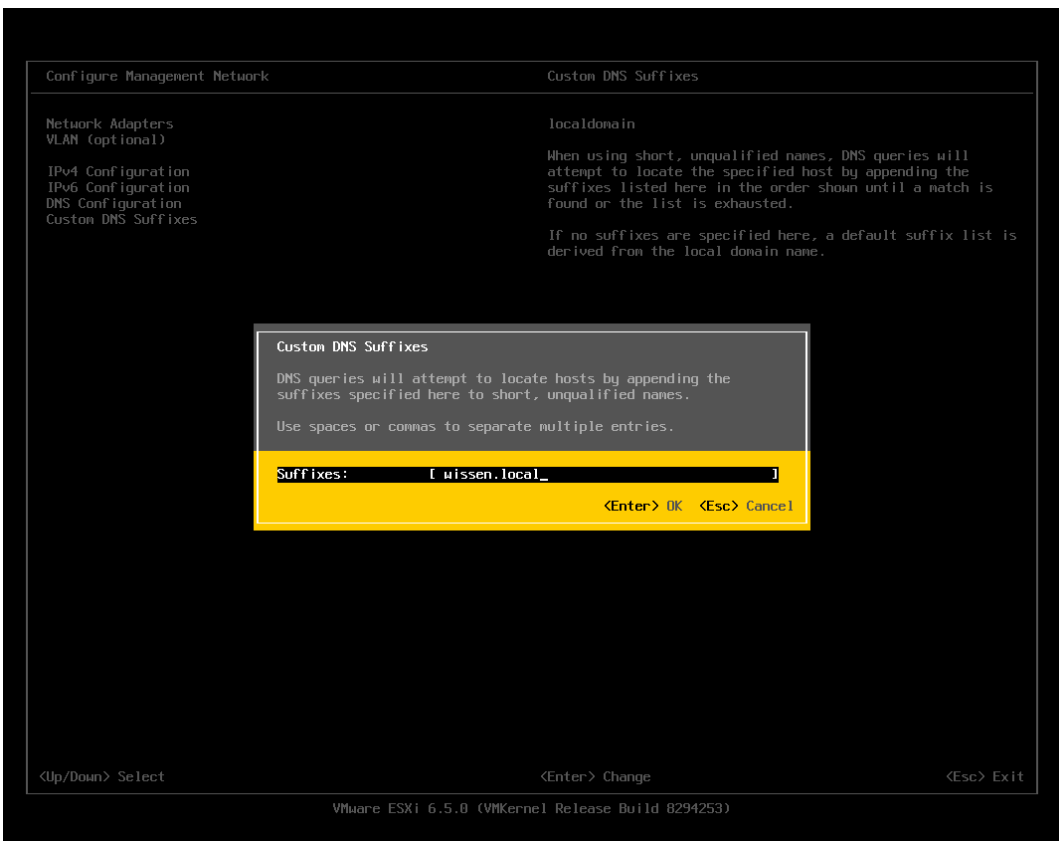 Configure Management Network
Custom DNS Suffixes
Network Adapters
VLAN (optional)
IPv4 Configuration
IPv6 Configuration
DNS Configuration
Custom DNS Suffixes
localdomain
When using short, unqualified names, DNS queries will
attempt to locate the specified host by appending the
suffixes listed here in the order shown until a match is
found or the list is exhausted.
If no suffixes are specified here, a default suffix list is
derived from the local domain name.
Custom DNS Suffixes
DNS queries will attempt to locate hosts by appending the
suffixes specified here to short, unqualified names.
Use spaces or commas to separate multiple entries.
Suffixes: [ wissen.local_ ]
<Enter> OK <Esc> Cancel
<Up/Down> Select <Enter> Change <Esc> Exit
VMware ESXi 6.5.0 (VMKernel Release Build 8294253)